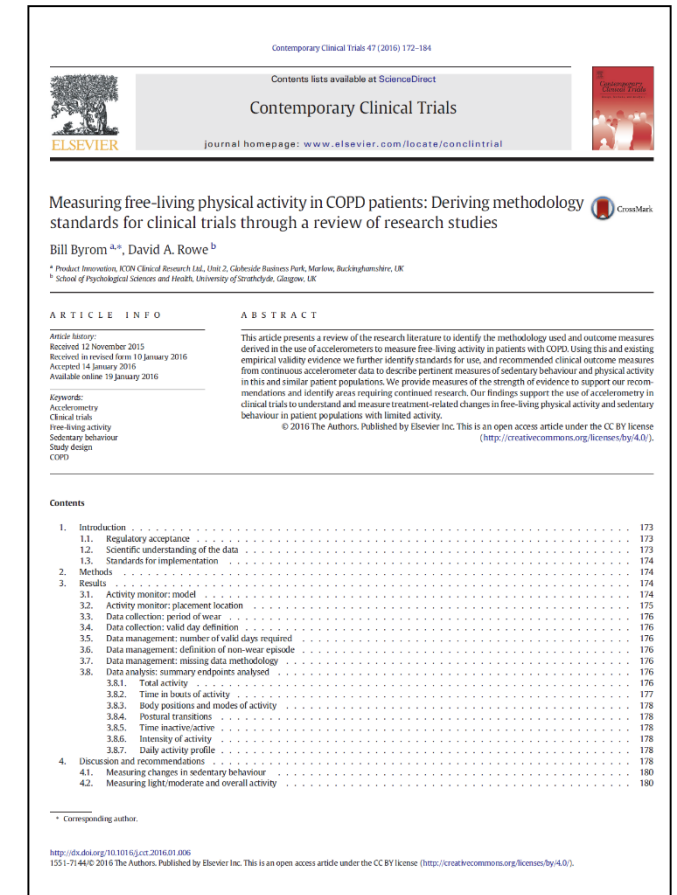 Contemporary Clinical Trials 47 (2016) 172–184
Contents lists available at ScienceDirect
Contemporary Clinical Trials
journal homepage: www.elsevier.com/locate/conclintrial
ELSEVIER
Contemporary
Clinical Trials
Measuring free-living physical activity in COPD patients: Deriving methodology
standards for clinical trials through a review of research studies
CrossMark
Bill Byrom a,*, David A. Rowe b
a Product Innovation, ICON Clinical Research Ltd., Unit 2, Globeside Business Park, Marlow, Buckinghamshire, UK
b School of Psychological Sciences and Health, University of Strathclyde, Glasgow, UK
ARTICLE INFO
Article history:
Received 12 November 2015
Received in revised form 10 January 2016
Accepted 14 January 2016
Available online 19 January 2016
Keywords:
Accelerometry
Clinical trials
Free-living activity
Sedentary behaviour
Study design
COPD
ABSTRACT
This article presents a review of the research literature to identify the methodology used and outcome measures
derived in the use of accelerometers to measure free-living activity in patients with COPD. Using this and existing
empirical validity evidence we further identify standards for use, and recommended clinical outcome measures
from continuous accelerometer data to describe pertinent measures of sedentary behaviour and physical activity
in this and similar patient populations. We provide measures of the strength of evidence to support our recom-
mendations and identify areas requiring continued research. Our findings support the use of accelerometry in
clinical trials to understand and measure treatment-related changes in free-living physical activity and sedentary
behaviour in patient populations with limited activity.
© 2016 The Authors. Published by Elsevier Inc. This is an open access article under the CC BY license
(http://creativecommons.org/licenses/by/4.0/).
Contents
1. Introduction 173
1.1. Regulatory acceptance 173
1.2. Scientific understanding of the data 173
1.3. Standards for implementation 174
2. Methods 174
3. Results 174
3.1. Activity monitor: model 174
3.2. Activity monitor: placement location 175
3.3. Data collection: period of wear 176
3.4. Data collection: valid day definition 176
3.5. Data management: number of valid days required 176
3.6. Data management: definition of non-wear episode 176
3.7. Data management: missing data methodology 176
3.8. Data analysis: summary endpoints analysed 176
3.8.1. Total activity 176
3.8.2. Time in bouts of activity 177
3.8.3. Body positions and modes of activity 178
3.8.4. Postural transitions 178
3.8.5. Time inactive/active 178
3.8.6. Intensity of activity 178
3.8.7. Daily activity profile 178
4. Discussion and recommendations 178
4.1. Measuring changes in sedentary behaviour 180
4.2. Measuring light/moderate and overall activity 180
* Corresponding author.
http://dx.doi.org/10.1016/j.cct.2016.01.006
1551-7144/© 2016 The Authors. Published by Elsevier Inc. This is an open access article under the CC BY license (http://creativecommons.org/licenses/by/4.0/).